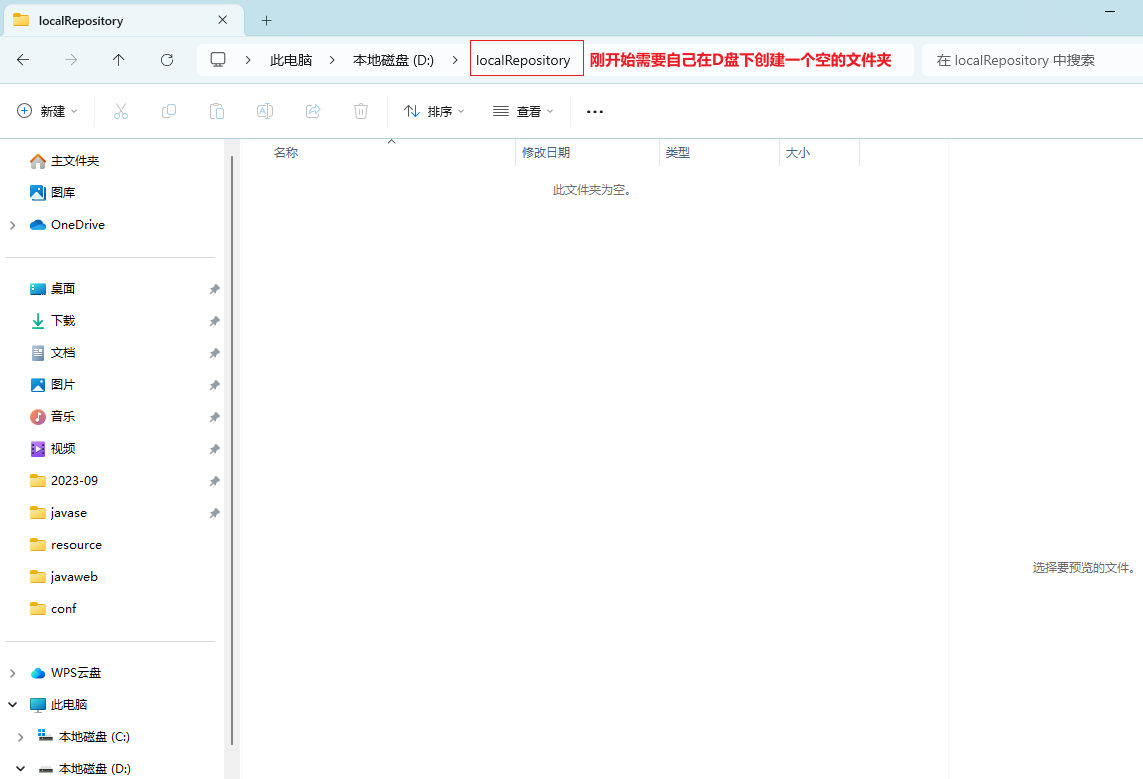 localRepository
此电脑 本地磁盘 (D:) localRepository 刚开始需要自己在D盘下创建一个空的文件夹 在 localRepository 中搜索
新建 排序 查看
名称 修改日期 类型 大小
此文件夹为空。
主文件夹
图库
OneDrive
桌面
下载
文档
图片
音乐
视频
2023-09
javase
resource
javaweb
conf
WPS云盘
此电脑
本地磁盘 (C:)
本地磁盘 (D:)
选择要预览的文件。